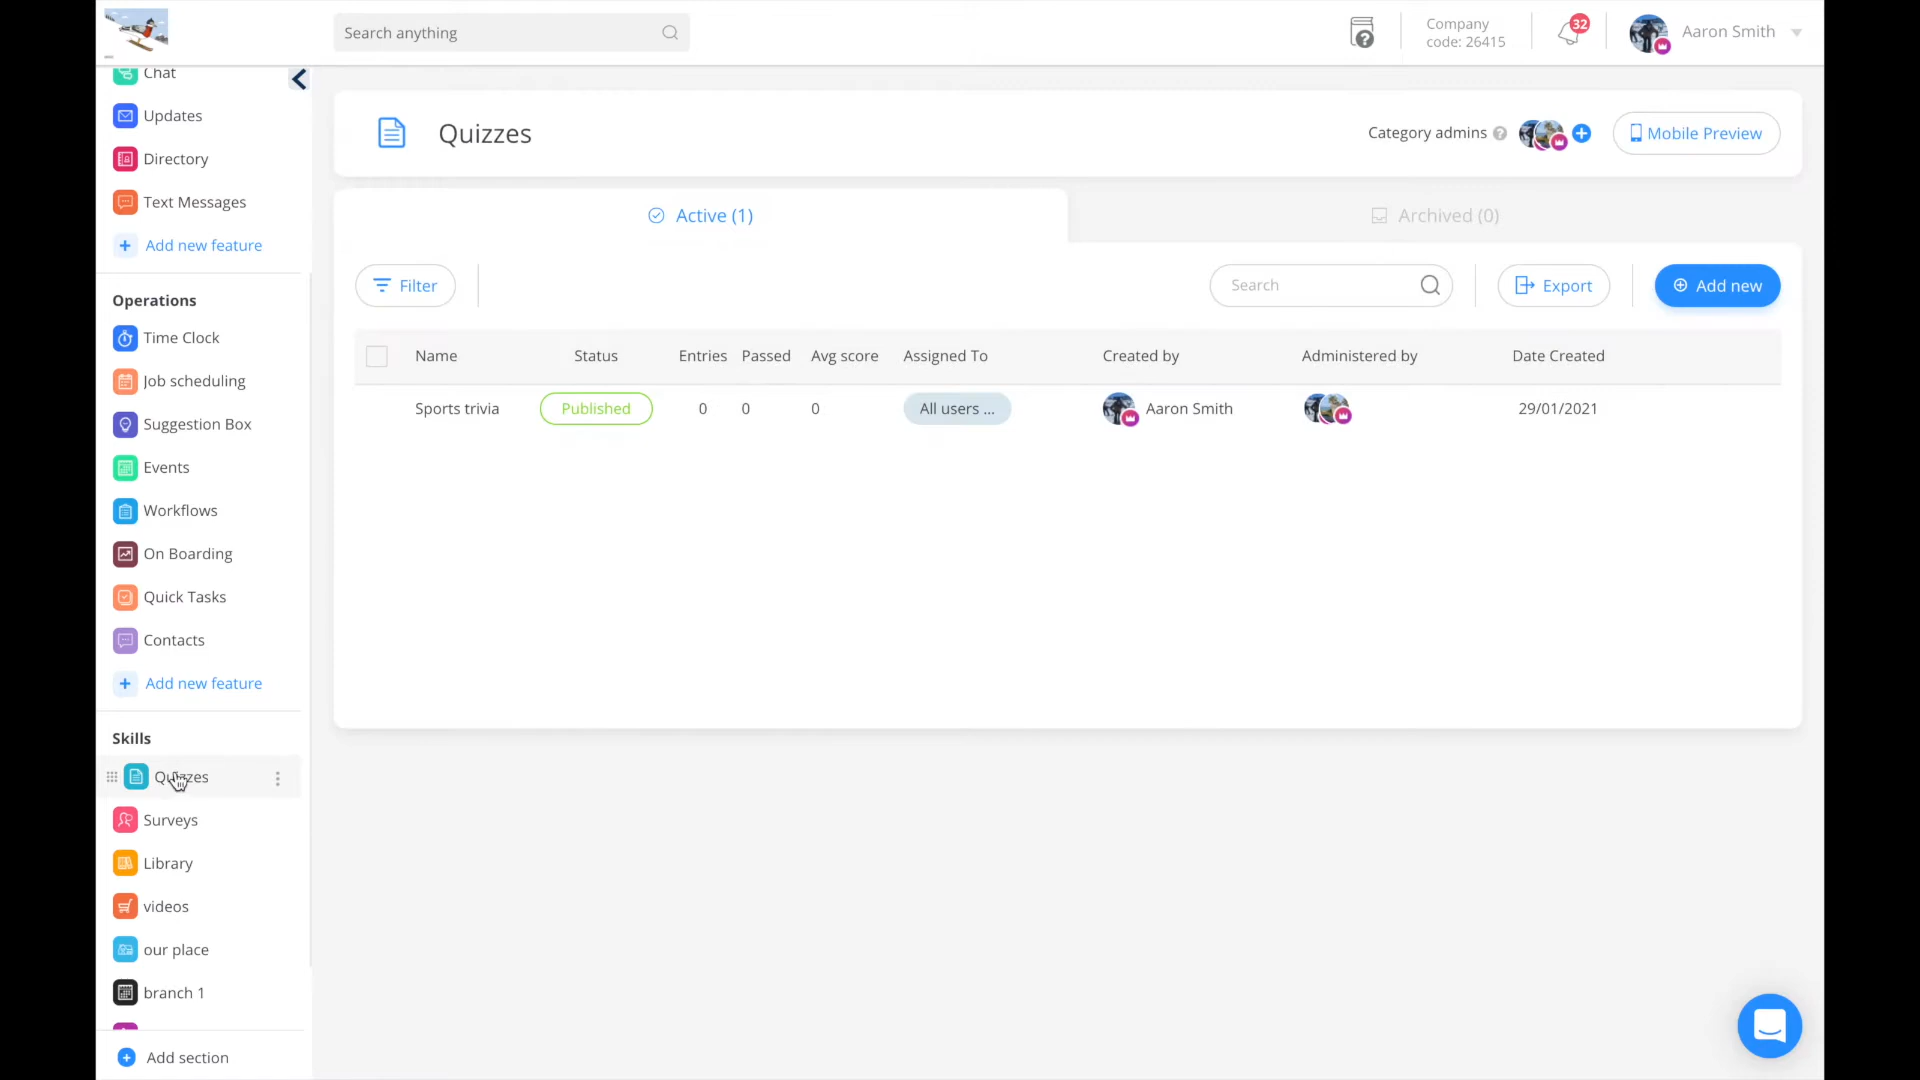 Search anything
Company
code: 26415
32
Aaron Smith
Chat
Updates
Directory
Text Messages
Add new feature
Operations
Time Clock
Job scheduling
Suggestion Box
Events
Workflows
On Boarding
Quick Tasks
Contacts
Add new feature
Skills
Quizzes
Surveys
Library
videos
our place
branch 1
Add section
Quizzes
Category admins
Mobile Preview
Active (1)
Archived (0)
Filter
Search
Export
Add new
Name Status Entries Passed Avg score Assigned To Created by Administered by Date Created
Sports trivia Published 0 0 0 All users ... Aaron Smith 29/01/2021